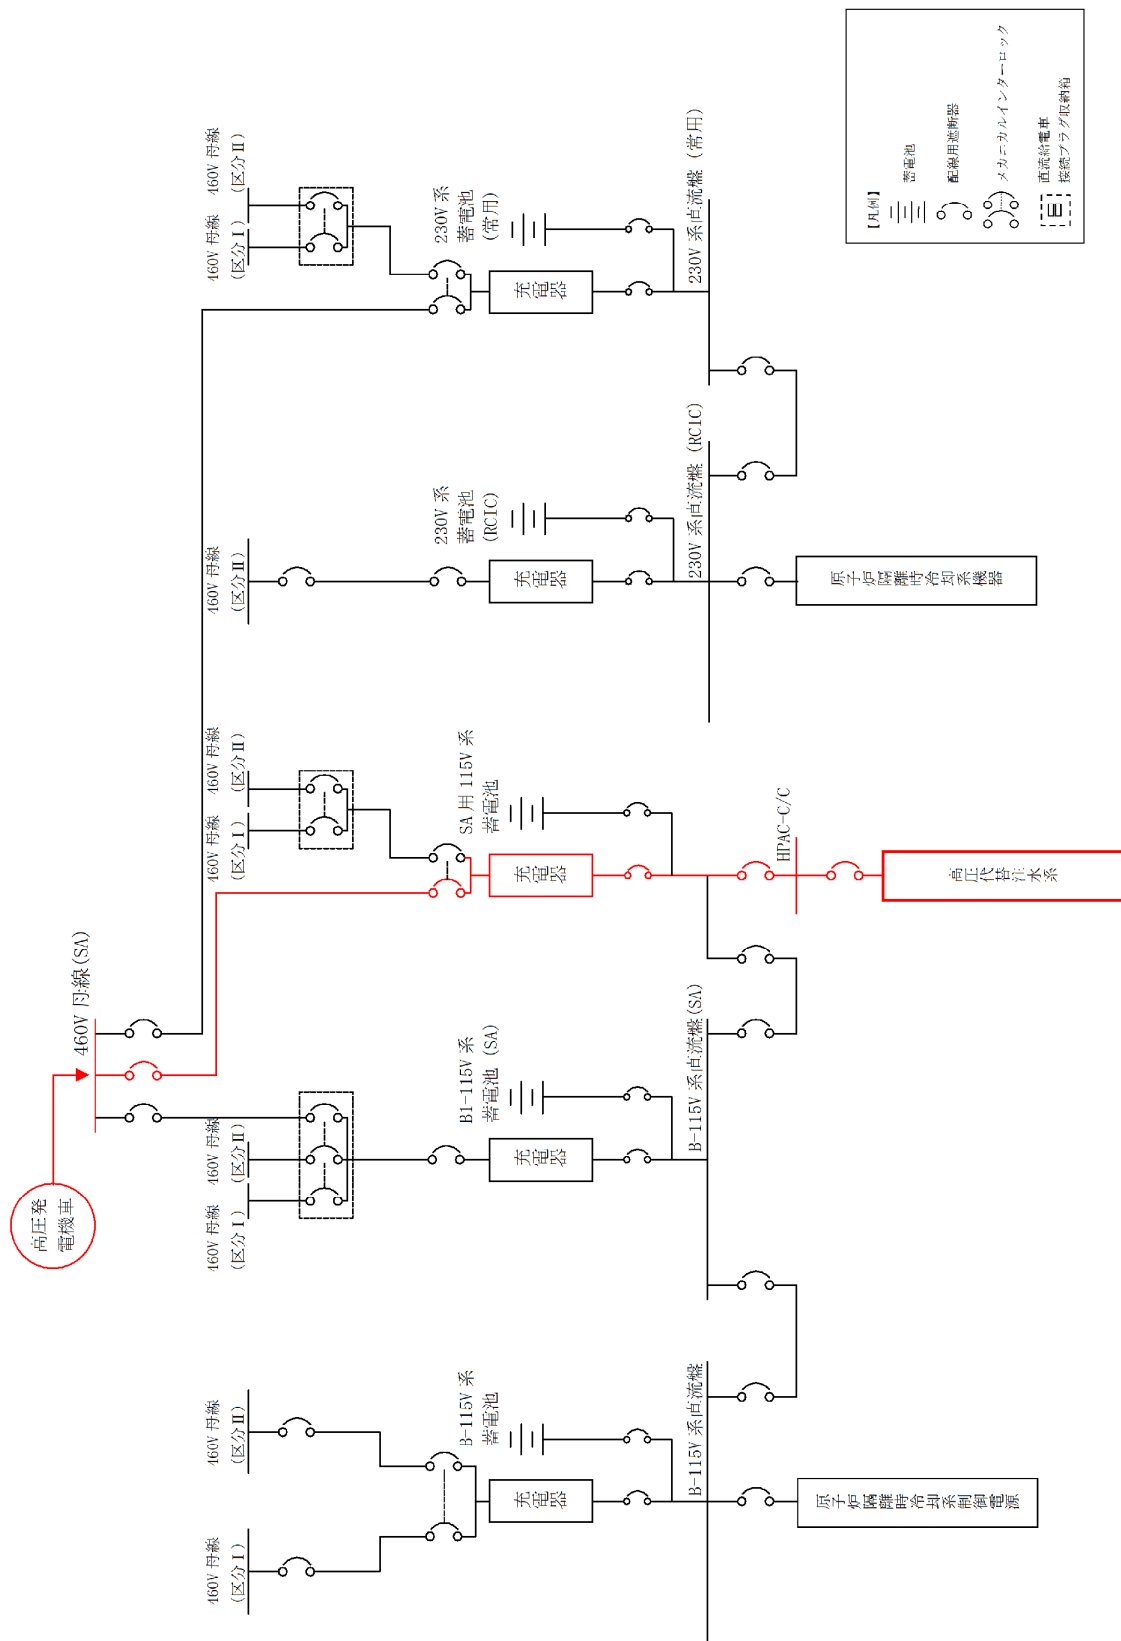 高圧発
電機車
460V 母線(SA)
460V 母線
(区分Ⅰ)
460V 母線
(区分Ⅱ)
B-115V 系
蓄電池
充電器
B-115V 系直流盤
原子炉隔離時冷却系制御電源
460V 母線
(区分Ⅰ)
460V 母線
(区分Ⅱ)
B1-115V 系
蓄電池 (SA)
充電器
B-115V 系直流盤(SA)
460V 母線
(区分Ⅰ)
460V 母線
(区分Ⅱ)
SA 用 115V 系
蓄電池
充電器
HPAC-C/C
高圧代替注水系
460V 母線
(区分Ⅱ)
230V 系
蓄電池
(RCIC)
充電器
230V 系直流盤 (RCIC)
原子炉隔離時冷却系機器
460V 母線
(区分Ⅰ)
460V 母線
(区分Ⅱ)
230V 系
蓄電池
(常用)
充電器
230V 系直流盤 (常用)
【凡例】
蓄電池
配線用遮断器
メカニカルインターロック
直流給電車
接続プラグ収納箱